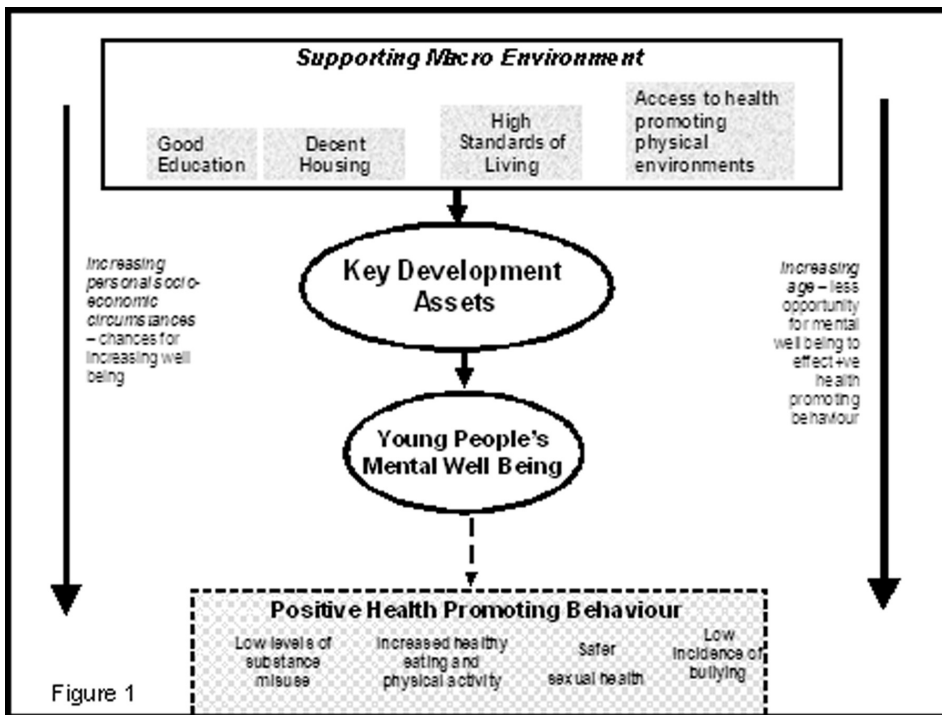 Supporting Macro Environment
Good
Education
Decent
Housing
High
Standards of
Living
Access to health
promoting
physical
environments
Key Development
Assets
Increasing
personal socio-
economic
circumstances
– chances for
increasing well
being
Increasing
age – less
opportunity
for mental
well being to
effect +ve
health
promoting
behaviour
Young People's
Mental Well Being
Positive Health Promoting Behaviour
Low levels of
substance
misuse
Increased healthy
eating and
physical activity
Safer
sexual health
Low
incidence of
bullying
Figure 1